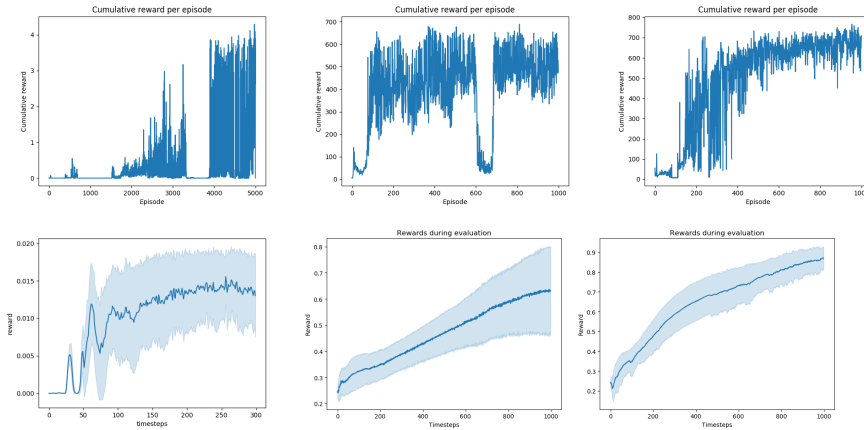 Cumulative reward per episode
Cumulative reward
4
3
2
1
0
0 1000 2000 3000 4000 5000
Episode
Cumulative reward per episode
Cumulative reward
700
600
500
400
300
200
100
0
0 200 400 600 800 1000
Episode
Cumulative reward per episode
Cumulative reward
800
700
600
500
400
300
200
100
0
0 200 400 600 800 1000
Episode
reward
0.020
0.015
0.010
0.005
0.000
0 50 100 150 200 250 300
timesteps
Rewards during evaluation
Reward
0.8
0.7
0.6
0.5
0.4
0.3
0.2
0 200 400 600 800 1000
Timesteps
Rewards during evaluation
Reward
0.9
0.8
0.7
0.6
0.5
0.4
0.3
0.2
0 200 400 600 800 1000
Timesteps